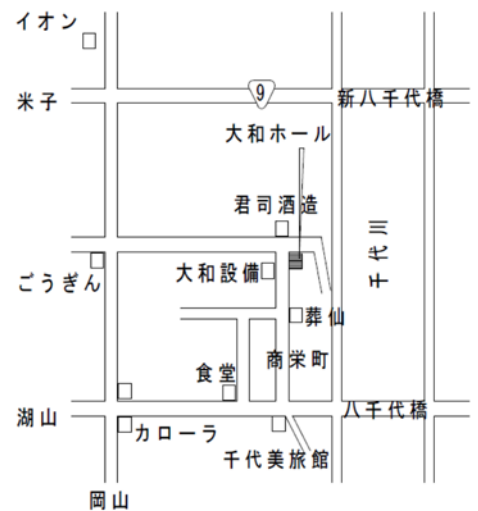 イオン
9
米子
新八千代橋
大和ホール
君司酒造
千代川
大和設備
ごうぎん
葬仙
商栄町
食堂
湖山
八千代橋
カローラ
千代美旅館
岡山